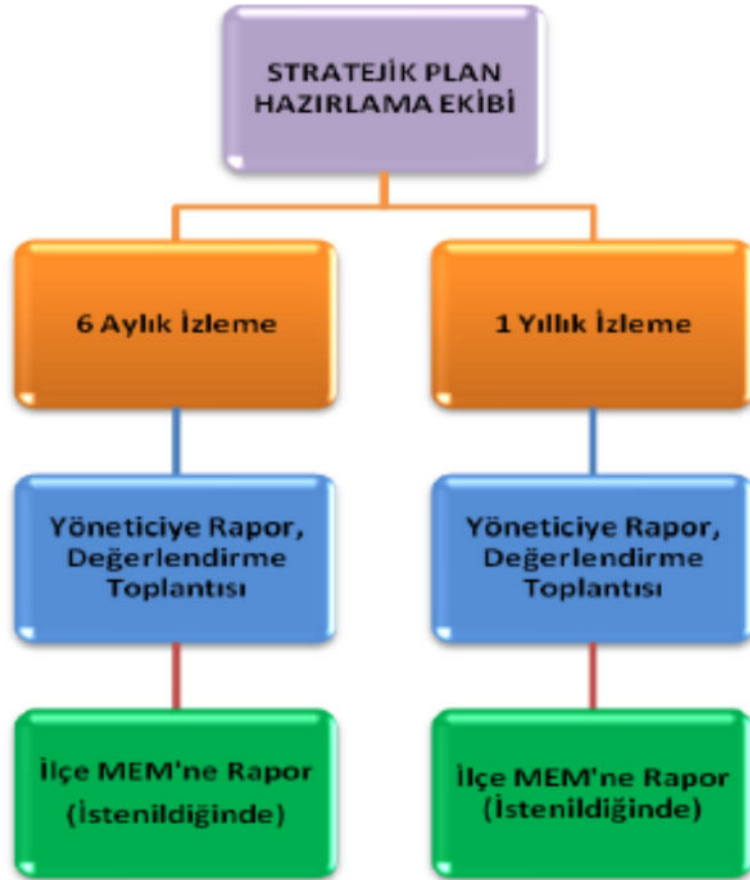 STRATEJİK PLAN
HAZIRLAMA EKİBİ
6 Aylık İzleme
1 Yıllık İzleme
Yöneticiye Rapor,
Değerlendirme
Toplantısı
Yöneticiye Rapor,
Değerlendirme
Toplantısı
İlçe MEM'ne Rapor
(İstenildiğinde)
İlçe MEM'ne Rapor
(İstenildiğinde)